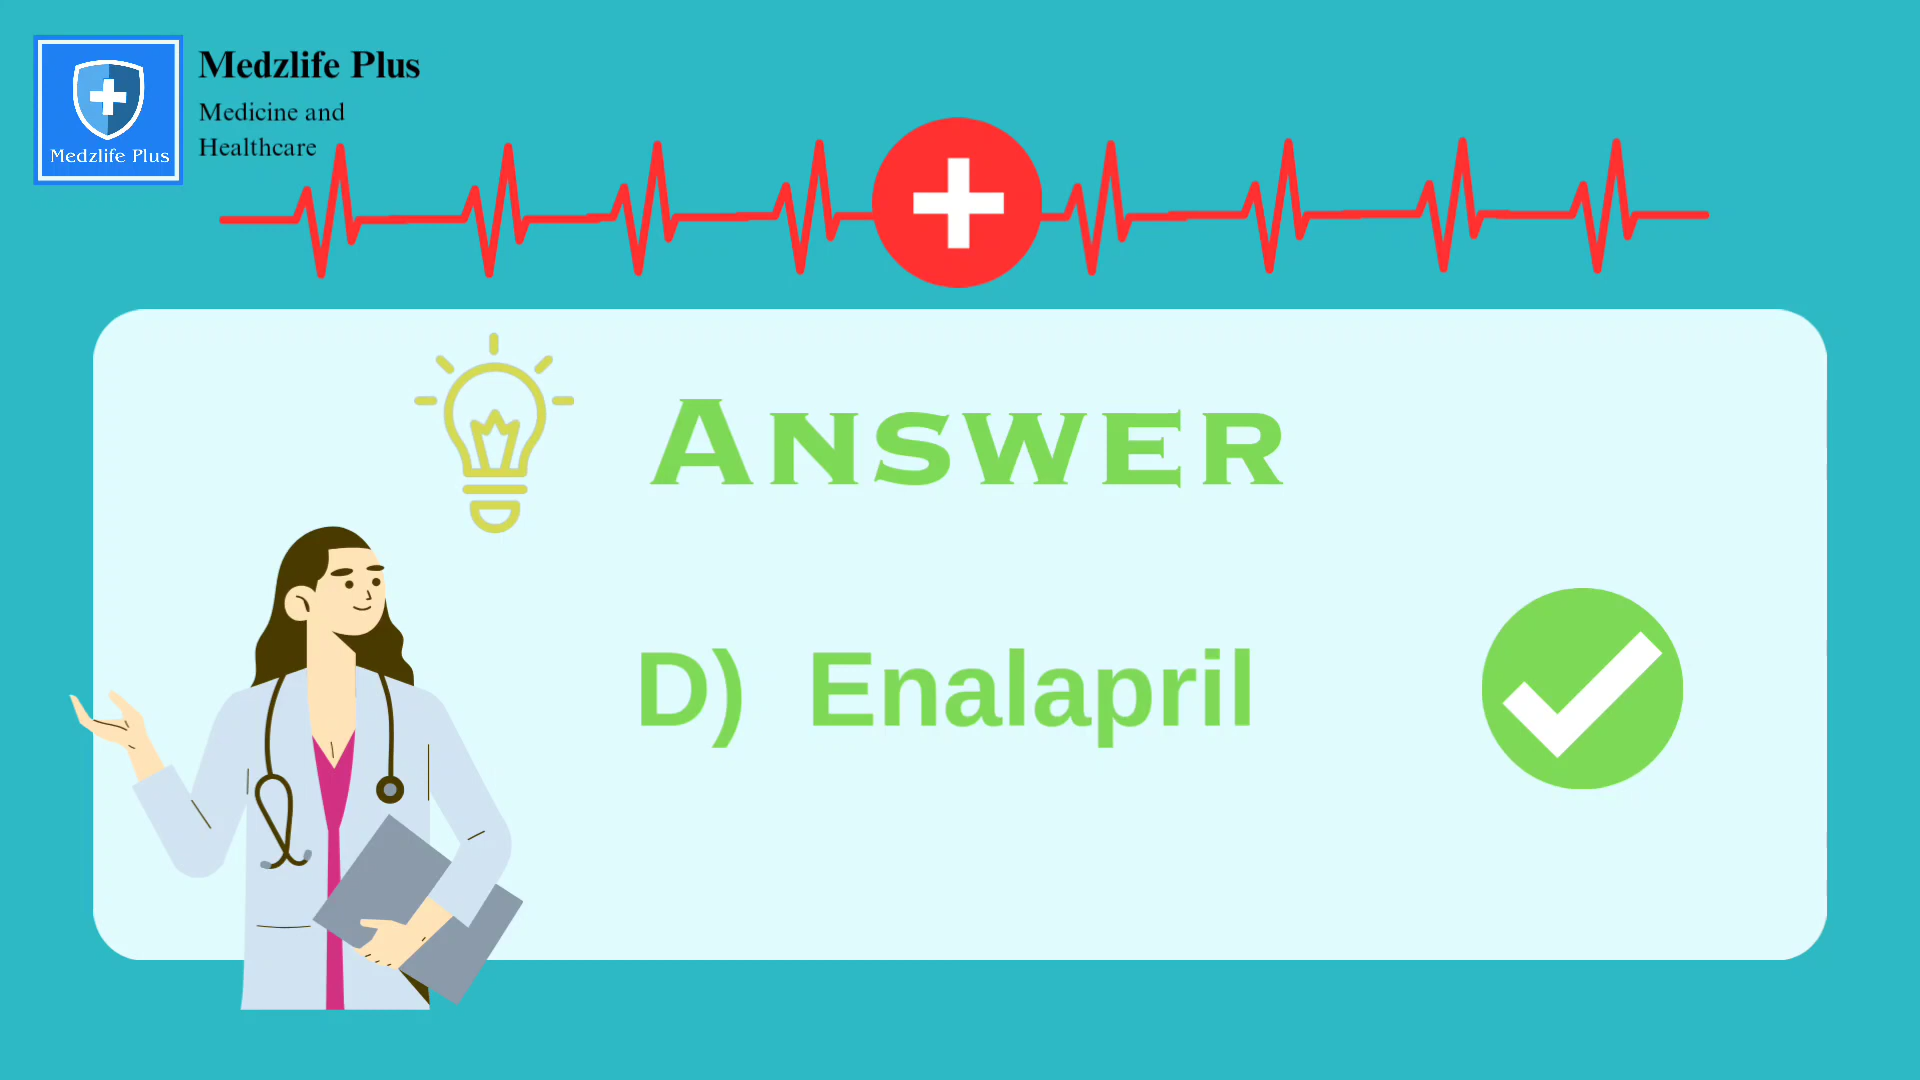 Medzlife Plus
Medicine and
Healthcare
Medzlife Plus
ANSWER
D) Enalapril